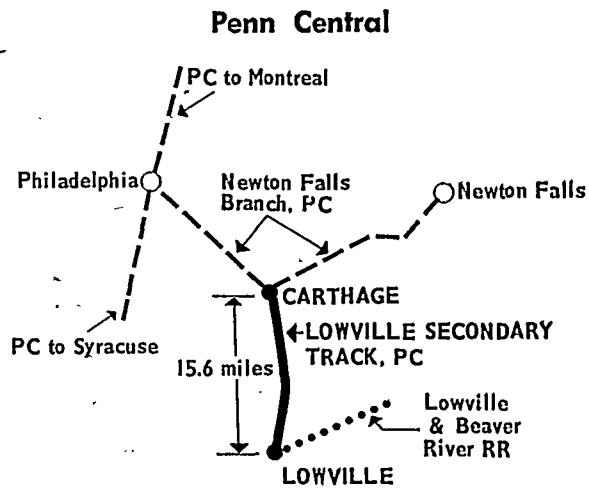 Penn Central
PC to Montreal
Philadelphia
Newton Falls
Branch, PC
Newton Falls
CARTHAGE
PC to Syracuse
LOWVILLE SECONDARY
TRACK, PC
15.6 miles
Lowville
& Beaver
River RR
LOWVILLE